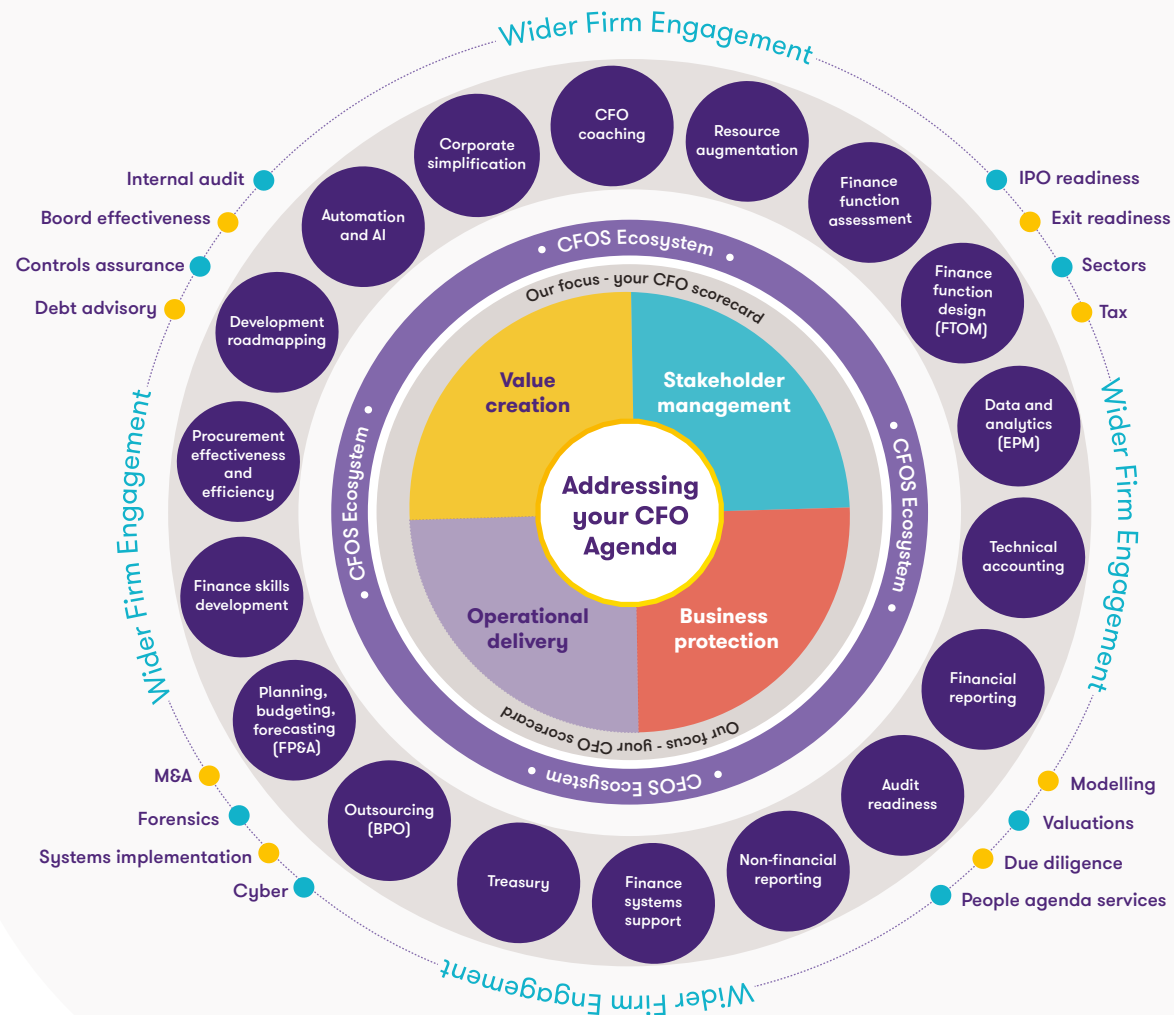 Wider Firm Engagement
CFO
coaching
Resource
augmentation
Finance
function
assessment
Finance
function
design
(FTOM)
Data and
analytics
(EPM)
Technical
accounting
Financial
reporting
Audit
readiness
Non-financial
reporting
Finance
systems
support
Treasury
Outsourcing
(BPO)
Planning,
budgeting,
forecasting
(FP&A)
Finance skills
development
Procurement
effectiveness
and
efficiency
Development
roadmapping
Automation
and AI
Corporate
simplification
Internal audit
Boord effectiveness
Controls assurance
Debt advisory
IPO readiness
Exit readiness
Sectors
Tax
Wider Firm Engagement
Wider Firm Engagement
• CFOS Ecosystem •
• CFOS Ecosystem •
• CFOS Ecosystem •
• CFOS Ecosystem •
Our focus - your CFO scorecard
Value
creation
Stakeholder
management
Addressing
your CFO
Agenda
Operational
delivery
Business
protection
Our focus - your CFO scorecard
M&A
Forensics
Systems implementation
Cyber
Modelling
Valuations
Due diligence
People agenda services
Wider Firm Engagement